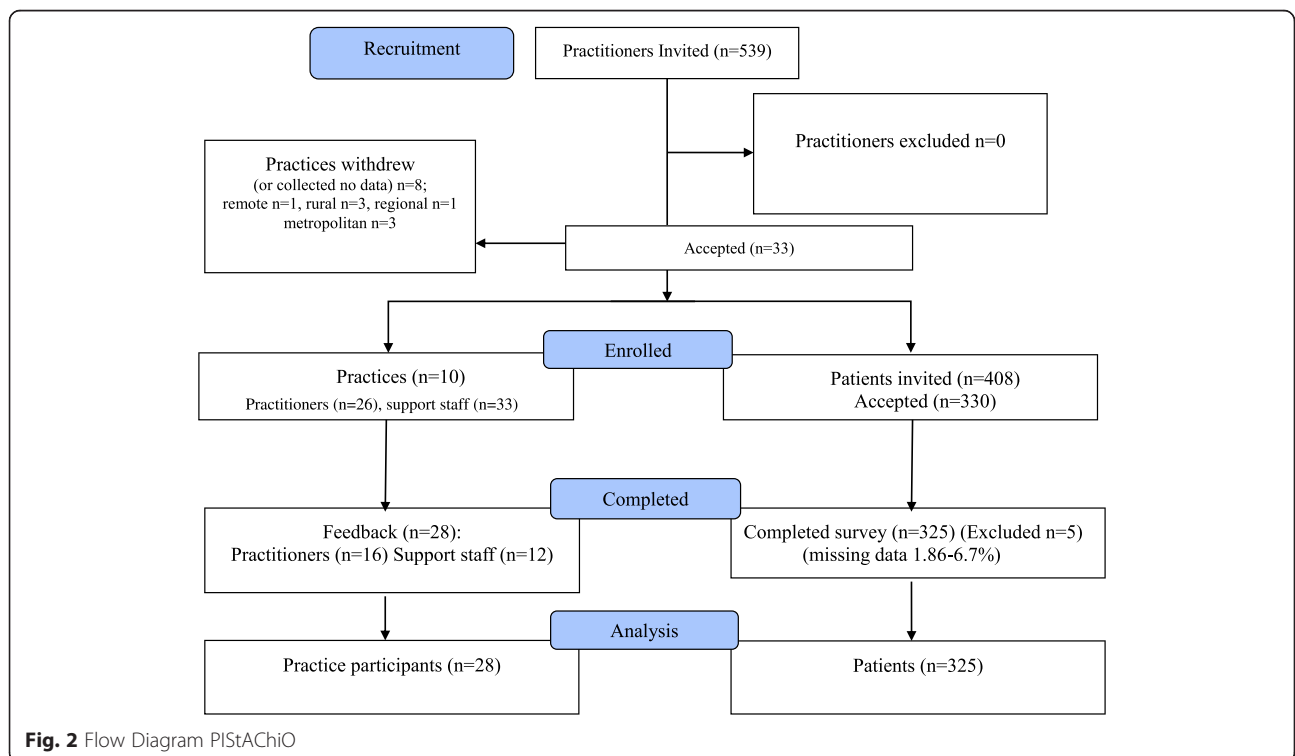 Recruitment
Practitioners Invited (n=539)
Practitioners excluded n=0
Practices withdrew
(or collected no data) n=8;
remote n=1, rural n=3, regional n=1
metropolitan n=3
Accepted (n=33)
Enrolled
Practices (n=10)
Practitioners (n=26), support staff (n=33)
Patients invited (n=408)
Accepted (n=330)
Completed
Feedback (n=28):
Practitioners (n=16) Support staff (n=12)
Completed survey (n=325) (Excluded n=5)
(missing data 1.86-6.7%)
Analysis
Practice participants (n=28)
Patients (n=325)
Fig. 2 Flow Diagram PIStAChiO